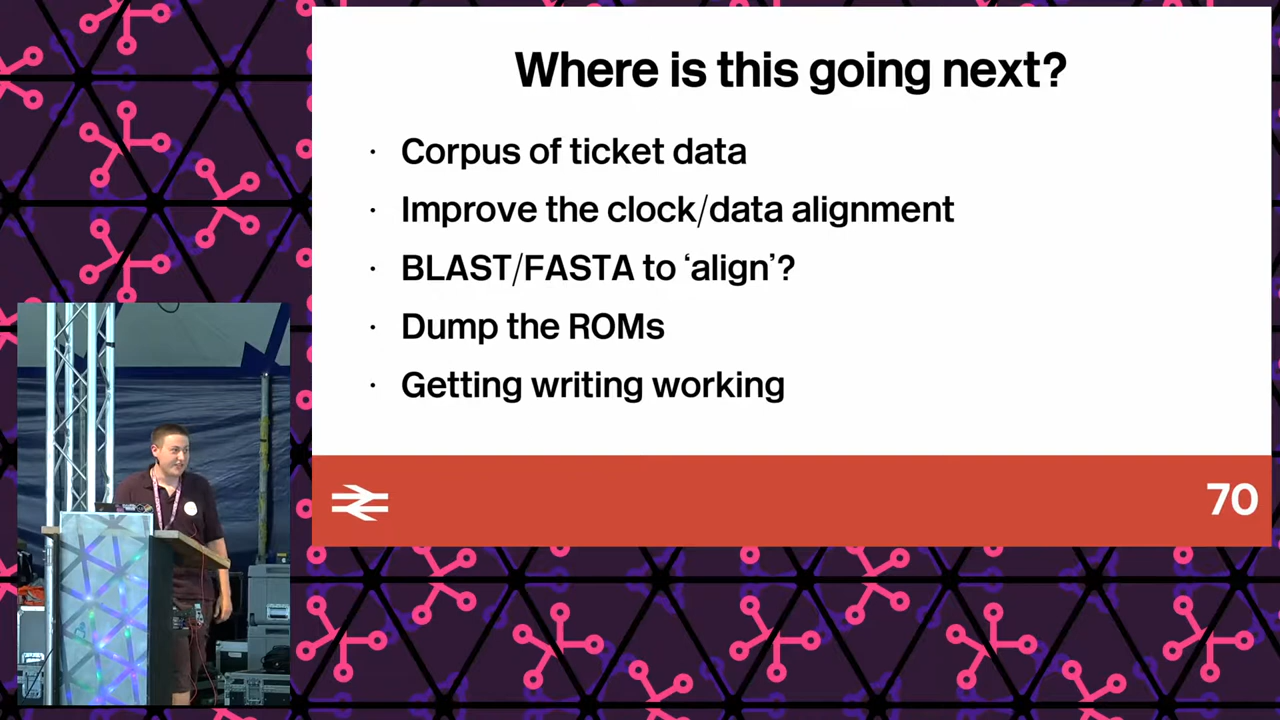 Where is this going next?
· Corpus of ticket data
· Improve the clock/data alignment
· BLAST/FASTA to ‘align’?
· Dump the ROMs
· Getting writing working
70